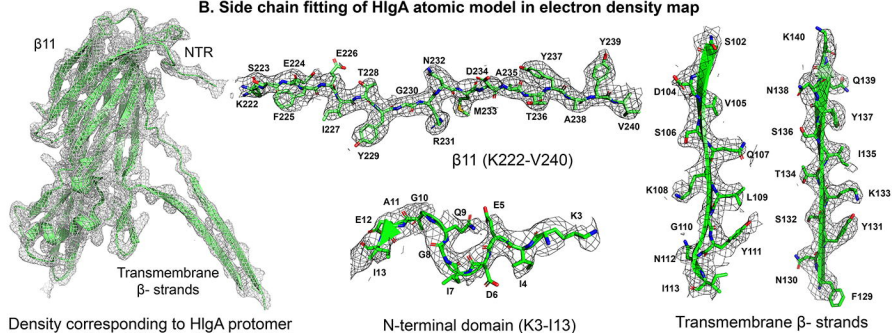 B. Side chain fitting of HlgA atomic model in electron density map
β11
NTR
Transmembrane
β- strands
Density corresponding to HlgA protomer
K222
S223
E224
F225
E226
I227
T228
Y229
G230
R231
N232
M233
D234
A235
T236
Y237
A238
Y239
V240
β11 (K222-V240)
I13
E12
A11
G10
Q9
G8
I7
D6
E5
I4
K3
N-terminal domain (K3-I13)
S102
D104
V105
S106
Q107
K108
L109
G110
Y111
N112
I113
K140
Q139
N138
Y137
S136
I135
T134
K133
S132
Y131
N130
F129
Transmembrane β- strands